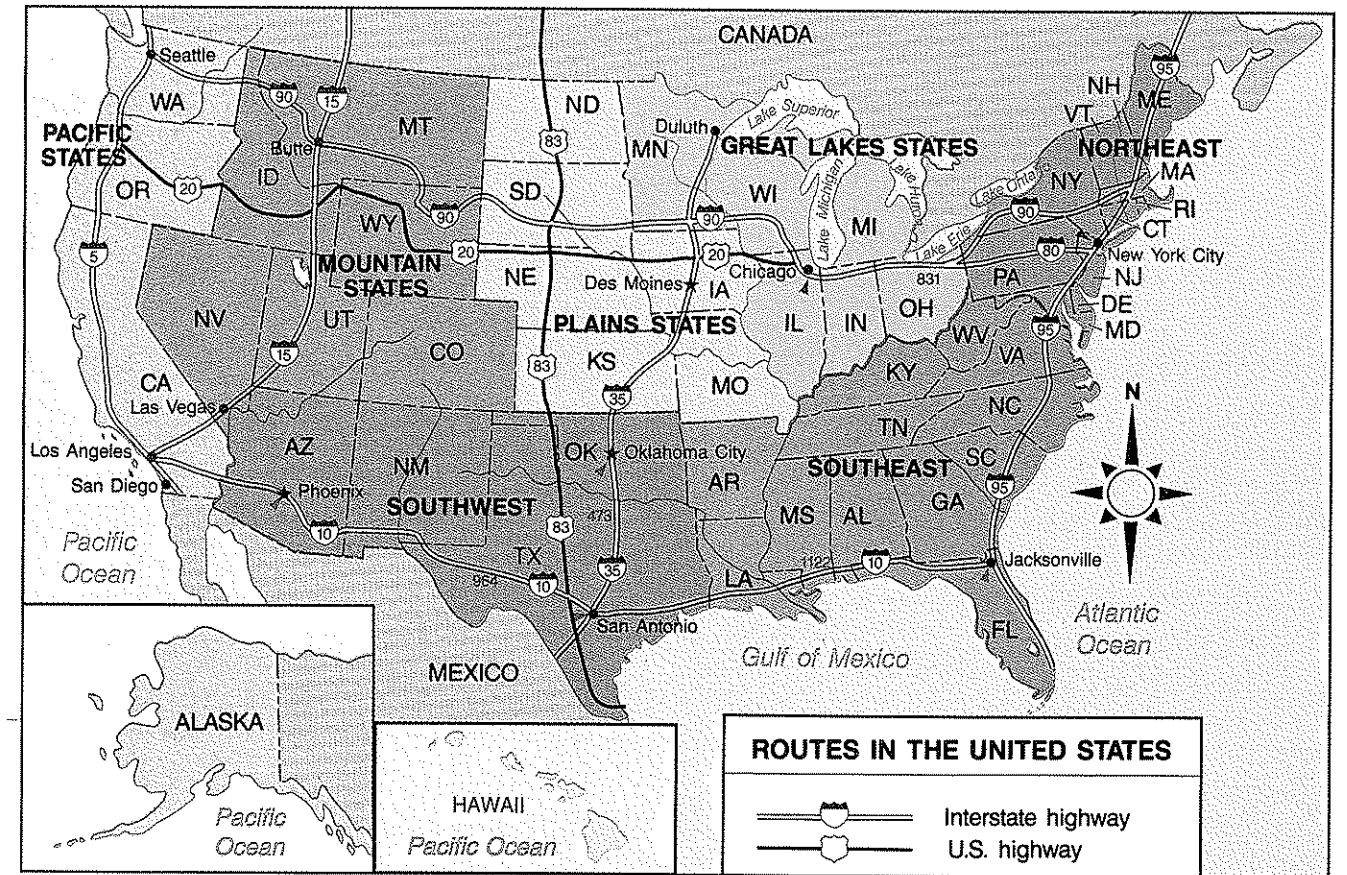 CANADA
Seattle
WA
90
15
MT
ND
83
Duluth
Lake Superior
NH
VT
ME
95
PACIFIC
STATES
Butte
MN
GREAT LAKES STATES
NORTHEAST
OR
20
ID
SD
WI
Lake Michigan
Lake Huron
MI
Lake Ontario
NY
MA
RI
CT
90
WY
90
90
20
20
Lake Erie
80
New York City
5
MOUNTAIN
STATES
NE
Des Moines
IA
Chicago
831
PA
NJ
DE
MD
NV
UT
PLAINS STATES
IL
IN
OH
WV
VA
95
15
CO
83
KS
MO
KY
CA
Las Vegas
35
NC
N
TN
Los Angeles
AZ
NM
OK
Oklahoma City
AR
SOUTHEAST
SC
San Diego
Phoenix
SOUTHWEST
GA
95
Pacific
Ocean
10
83
473
MS
AL
TX
964
10
35
LA
1122
10
Jacksonville
San Antonio
FL
Atlantic
Ocean
MEXICO
Gulf of Mexico
ALASKA
Pacific
Ocean
HAWAII
Pacific Ocean
ROUTES IN THE UNITED STATES
Interstate highway
U.S. highway